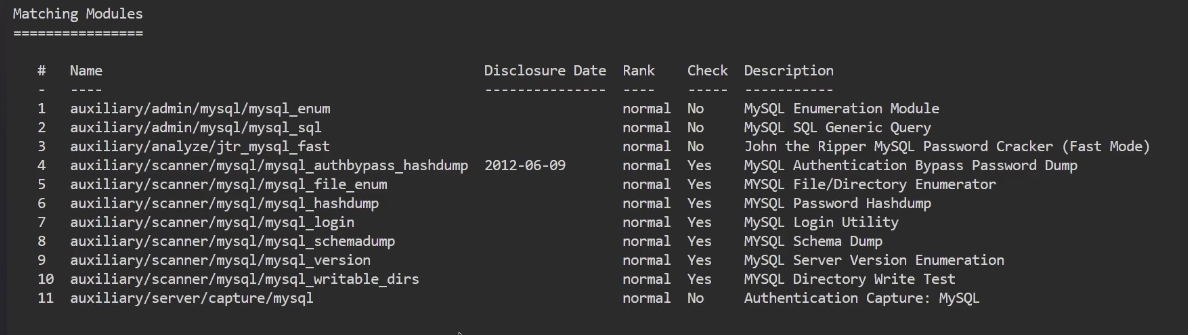 Matching Modules
================
# Name Disclosure Date Rank Check Description
- ---- --------------- ---- ----- -----------
1 auxiliary/admin/mysql/mysql_enum normal No MySQL Enumeration Module
2 auxiliary/admin/mysql/mysql_sql normal No MySQL SQL Generic Query
3 auxiliary/analyze/jtr_mysql_fast normal No John the Ripper MySQL Password Cracker (Fast Mode)
4 auxiliary/scanner/mysql/mysql_authbypass_hashdump 2012-06-09 normal Yes MySQL Authentication Bypass Password Dump
5 auxiliary/scanner/mysql/mysql_file_enum normal Yes MYSQL File/Directory Enumerator
6 auxiliary/scanner/mysql/mysql_hashdump normal Yes MYSQL Password Hashdump
7 auxiliary/scanner/mysql/mysql_login normal Yes MySQL Login Utility
8 auxiliary/scanner/mysql/mysql_schemadump normal Yes MYSQL Schema Dump
9 auxiliary/scanner/mysql/mysql_version normal Yes MySQL Server Version Enumeration
10 auxiliary/scanner/mysql/mysql_writable_dirs normal Yes MYSQL Directory Write Test
11 auxiliary/server/capture/mysql normal No Authentication Capture: MySQL